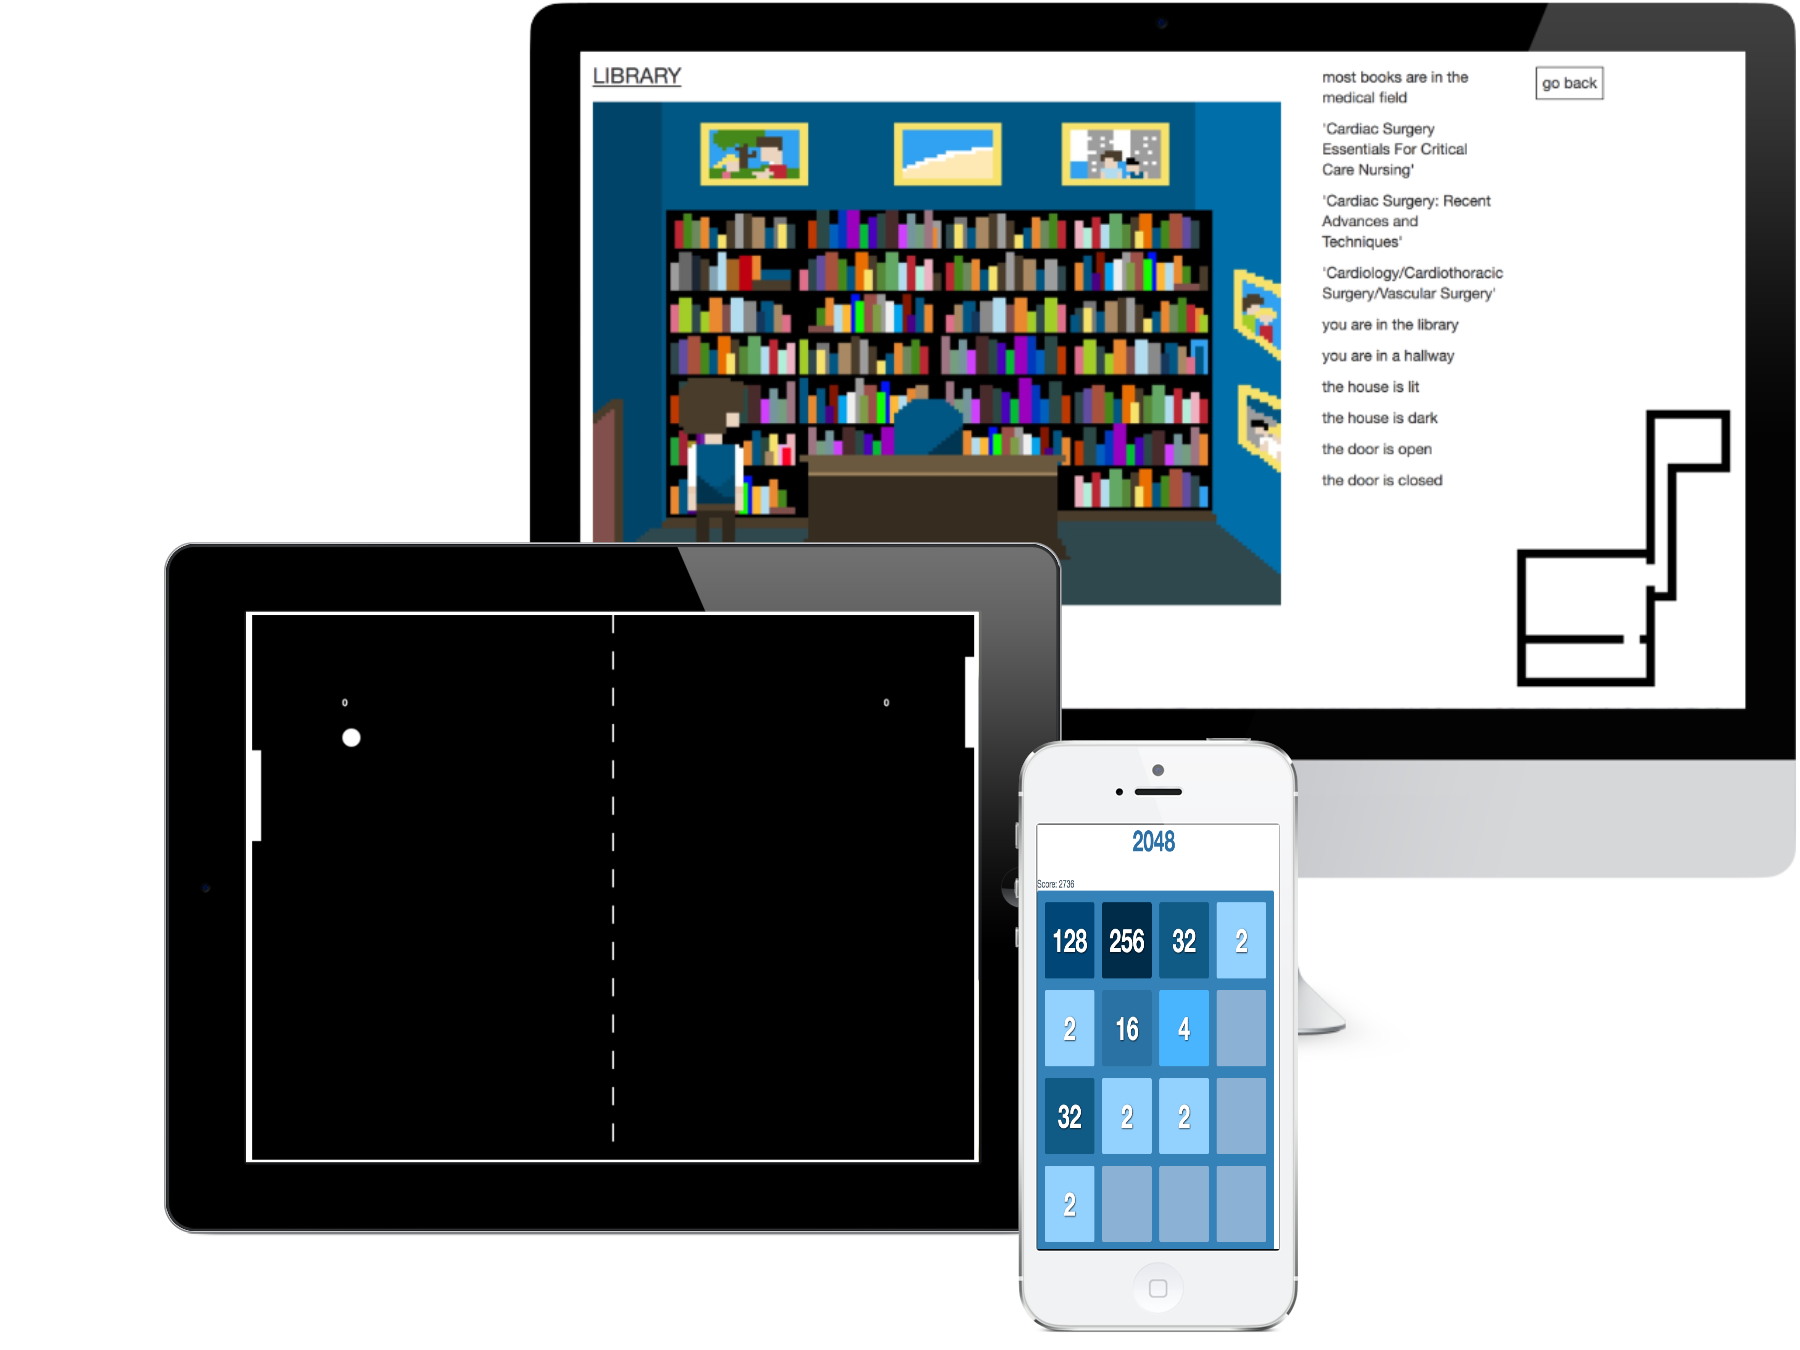 LIBRARY
most books are in the
medical field
'Cardiac Surgery
Essentials For Critical
Care Nursing'
'Cardiac Surgery: Recent
Advances and
Techniques'
'Cardiology/Cardiothoracic
Surgery/Vascular Surgery'
you are in the library
you are in a hallway
the house is lit
the house is dark
the door is open
the door is closed
go back
0 0
2048
Score: 2736
128 256 32 2
2 16 4
32 2 2
2